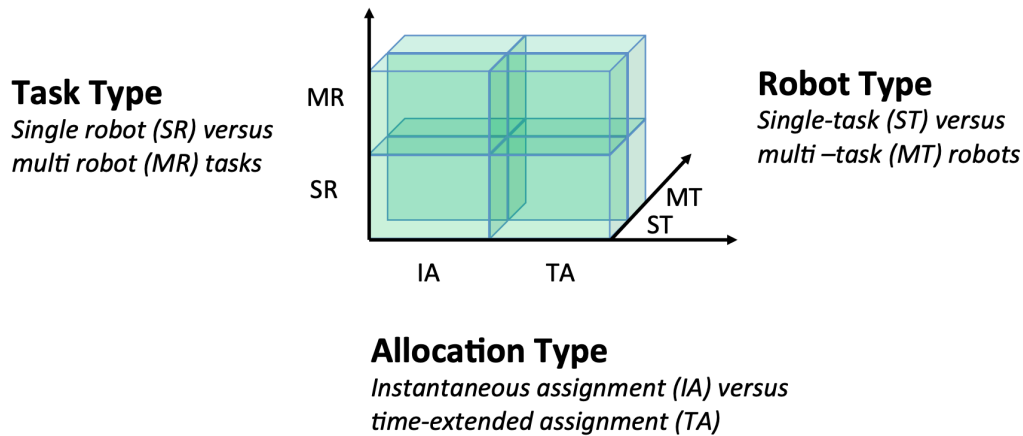 Task Type
Single robot (SR) versus
multi robot (MR) tasks
MR
SR
IA
TA
ST
MT
Robot Type
Single-task (ST) versus
multi –task (MT) robots
Allocation Type
Instantaneous assignment (IA) versus
time-extended assignment (TA)